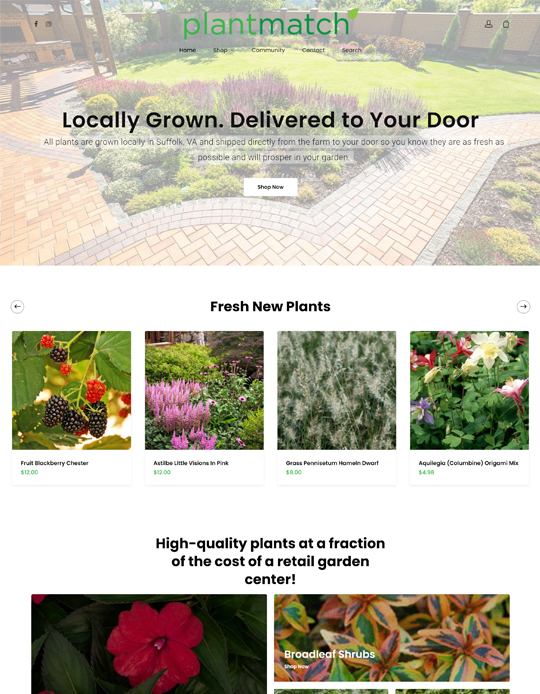 plantmatch
Home Shop Community Contact Search
Locally Grown. Delivered to Your Door
All plants are grown locally in Suffolk, VA and shipped directly from the farm to your door so you know they are as fresh as
possible and will prosper in your garden.
Shop Now
Fresh New Plants
Fruit Blackberry Chester
$12.00
Astilbe Little Visions In Pink
$12.00
Grass Pennisetum Hameln Dwarf
$8.00
Aquilegia (Columbine) Origami Mix
$4.98
High-quality plants at a fraction
of the cost of a retail garden
center!
Broadleaf Shrubs
Shop Now